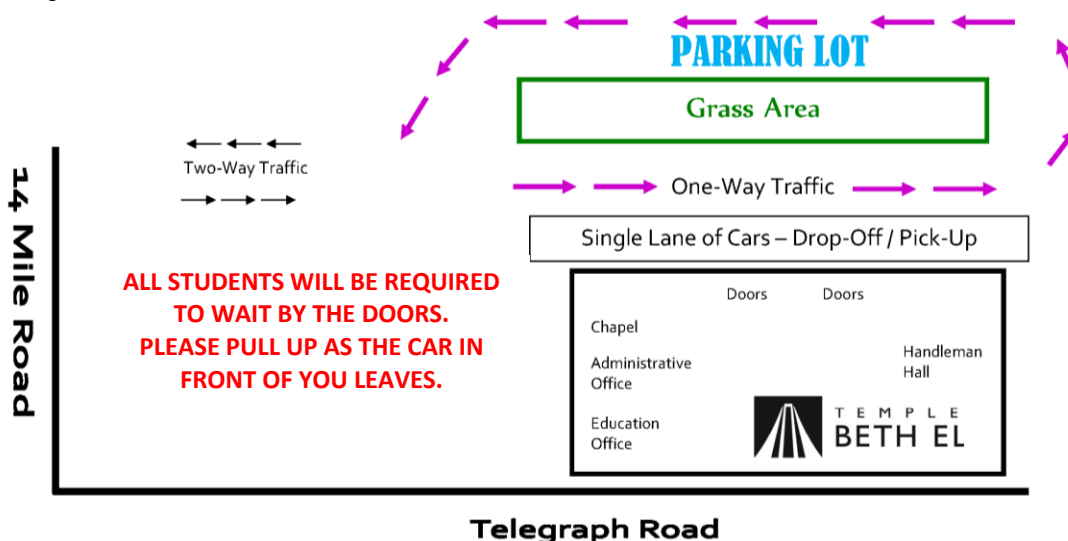 PARKING LOT
Grass Area
Two-Way Traffic
One-Way Traffic
Single Lane of Cars – Drop-Off / Pick-Up
14 Mile Road
ALL STUDENTS WILL BE REQUIRED
TO WAIT BY THE DOORS.
PLEASE PULL UP AS THE CAR IN
FRONT OF YOU LEAVES.
Doors Doors
Chapel
Administrative
Office
Handleman
Hall
Education
Office
TEMPLE
BETH EL
Telegraph Road